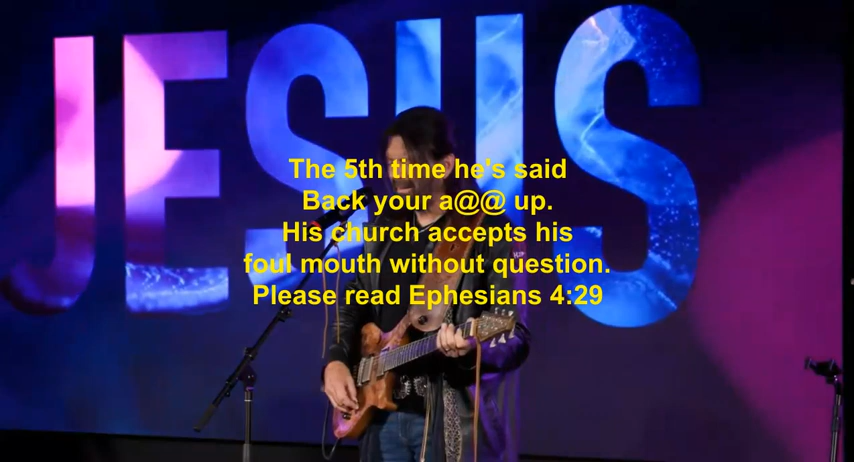 JESUS
The 5th time he's said
Back your a@@ up.
His church accepts his
foul mouth without question.
Please read Ephesians 4:29